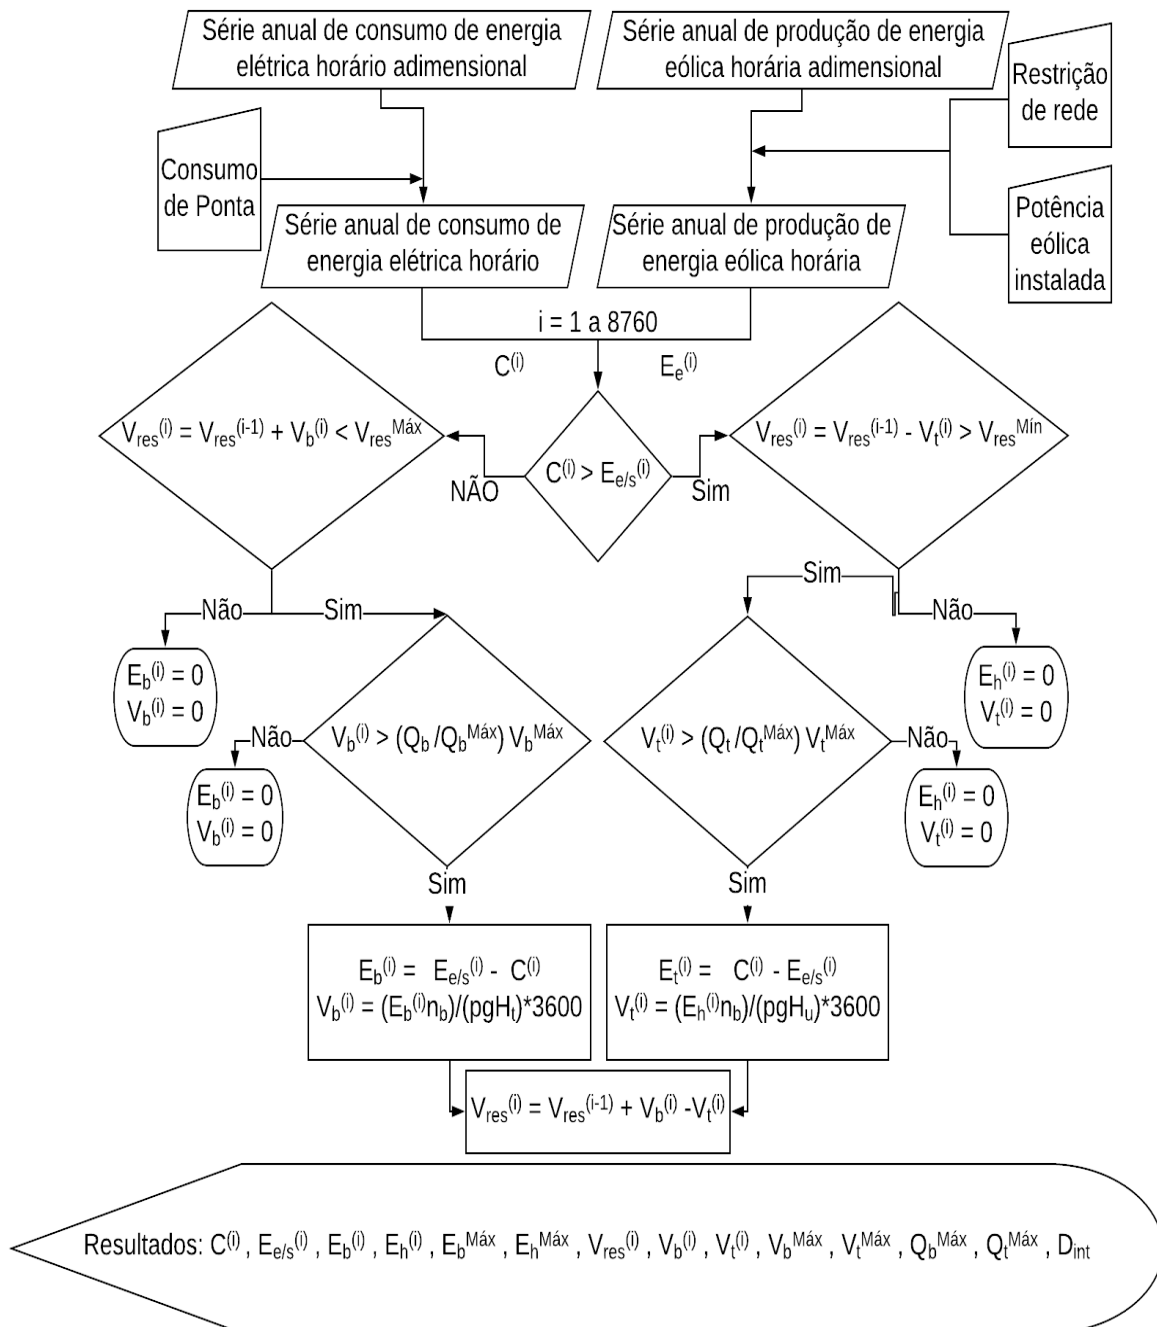 Série anual de consumo de energia
elétrica horário adimensional
Série anual de produção de energia
eólica horária adimensional
Restrição
de rede
Consumo
de Ponta
Potência
eólica
instalada
Série anual de consumo de
energia elétrica horário
Série anual de produção de
energia eólica horária
i = 1 a 8760
C(i)
Ee(i)
Vres(i) = Vres(i-1) + Vb(i) < VresMáx
C(i) > Ee/s(i)
Vres(i) = Vres(i-1) - Vt(i) > VresMín
NÃO
Sim
Não
Sim
Sim
Não
Eb(i) = 0
Vb(i) = 0
Eh(i) = 0
Vt(i) = 0
Vb(i) > (Qb /QbMáx) VbMáx
Vt(i) > (Qt /QtMáx) VtMáx
Não
Não
Eb(i) = 0
Vb(i) = 0
Eh(i) = 0
Vt(i) = 0
Sim
Sim
Eb(i) = Ee/s(i) - C(i)
Vb(i) = (Eb(i)nb)/(pgHt)*3600
Et(i) = C(i) - Ee/s(i)
Vt(i) = (Eh(i)nb)/(pgHu)*3600
Vres(i) = Vres(i-1) + Vb(i) -Vt(i)
Resultados: C(i) , Ee/s(i) , Eb(i) , Eh(i) , EbMáx , EhMáx , Vres(i) , Vb(i) , Vt(i) , VbMáx , VtMáx , QbMáx , QtMáx , Dint